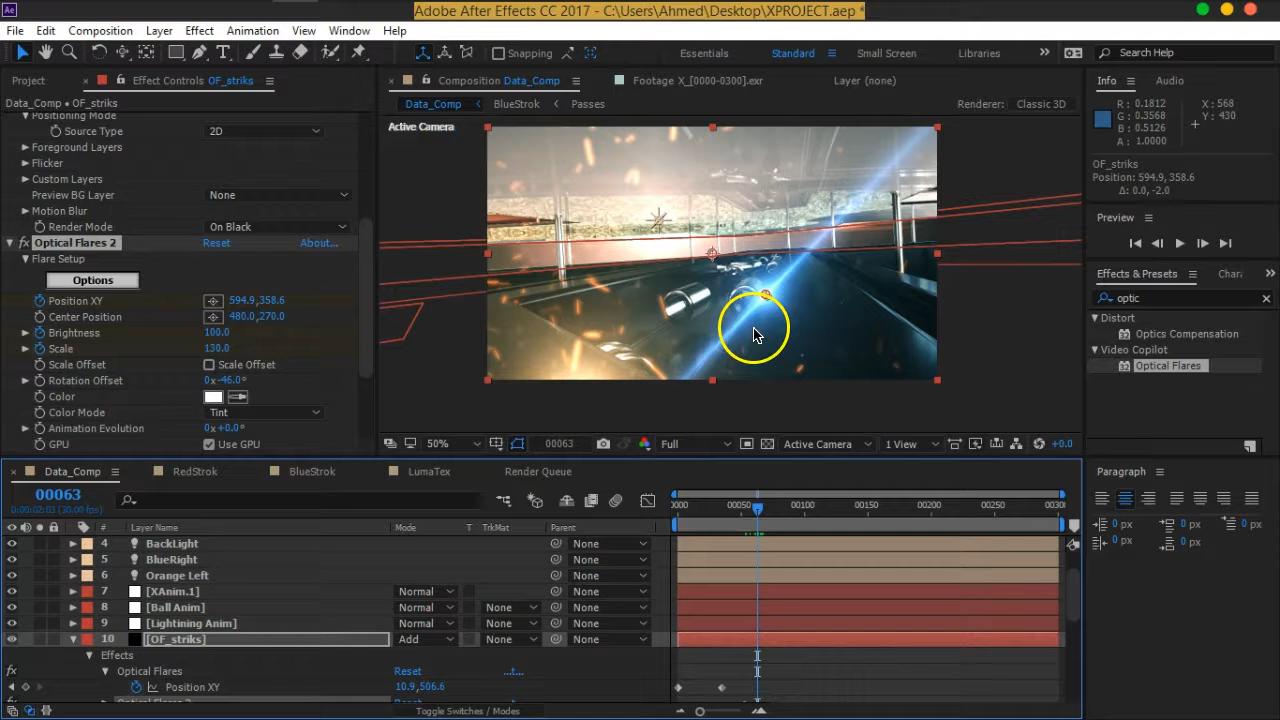 Ae
Adobe After Effects CC 2017 - C:\Users\Ahmed\Desktop\XPROJECT.aep *
File Edit Composition Layer Effect Animation View Window Help
Snapping Essentials Standard Small Screen Libraries Search Help
Project Effect Controls OF_striks Composition Data_Comp Footage X_[0000-0300].exr Layer (none) Info Audio
Data_Comp • OF_striks Data_Comp BlueStrok Passes Renderer: Classic 3D
Positioning Mode
Source Type 2D
Foreground Layers
Flicker
Custom Layers
Preview BG Layer None
Motion Blur
Render Mode On Black
fx Optical Flares 2 Reset About...
Flare Setup
Options
Position XY 594.9,358.6
Center Position 480.0,270.0
Brightness 100.0
Scale 130.0
Scale Offset Scale Offset
Rotation Offset 0x-46.0°
Color
Color Mode Tint
Animation Evolution 0x+0.0°
GPU Use GPU
Active Camera
50% 00063 Full Active Camera 1 View +0.0
R: 0.1812 X: 568
G: 0.3568 Y: 430
B: 0.5126
A: 1.0000
OF_striks
Position: 594.9, 358.6
Δ: 0.0, -2.0
Preview
Effects & Presets Chara
optic
Distort
32 Optics Compensation
Video Copilot
32 Optical Flares
Paragraph
0 px 0 px 0 px
0 px 0 px
Data_Comp RedStrok BlueStrok LumaTex Render Queue
00063
0:00:02:03 (30.00 fps)
0000 00050 00100 00150 00200 00250 00300
# Layer Name Mode T TrkMat Parent
4 BackLight None
5 BlueRight None
6 Orange Left None
7 [XAnim.1] Normal None
8 [Ball Anim] Normal None None
9 [Lightining Anim] Normal None None
10 [OF_striks] Add None None
Effects
fx Optical Flares Reset ...t...
Position XY 10.9,506.6
Toggle Switches / Modes